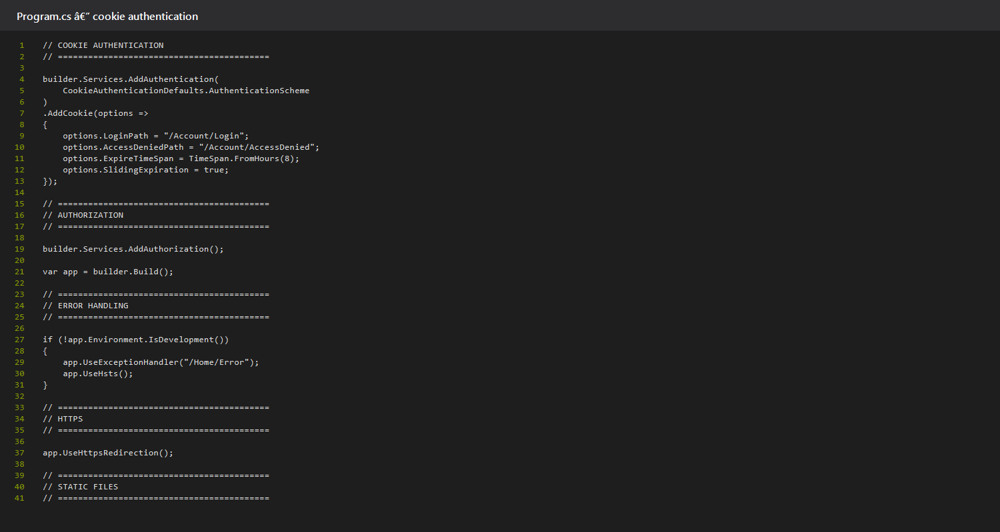 Program.cs â€” cookie authentication
1 // COOKIE AUTHENTICATION
2 // ==========================================
3
4 builder.Services.AddAuthentication(
5     CookieAuthenticationDefaults.AuthenticationScheme
6 )
7 .AddCookie(options =>
8 {
9     options.LoginPath = "/Account/Login";
10     options.AccessDeniedPath = "/Account/AccessDenied";
11     options.ExpireTimeSpan = TimeSpan.FromHours(8);
12     options.SlidingExpiration = true;
13 });
14
15 // ==========================================
16 // AUTHORIZATION
17 // ==========================================
18
19 builder.Services.AddAuthorization();
20
21 var app = builder.Build();
22
23 // ==========================================
24 // ERROR HANDLING
25 // ==========================================
26
27 if (!app.Environment.IsDevelopment())
28 {
29     app.UseExceptionHandler("/Home/Error");
30     app.UseHsts();
31 }
32
33 // ==========================================
34 // HTTPS
35 // ==========================================
36
37 app.UseHttpsRedirection();
38
39 // ==========================================
40 // STATIC FILES
41 // ==========================================